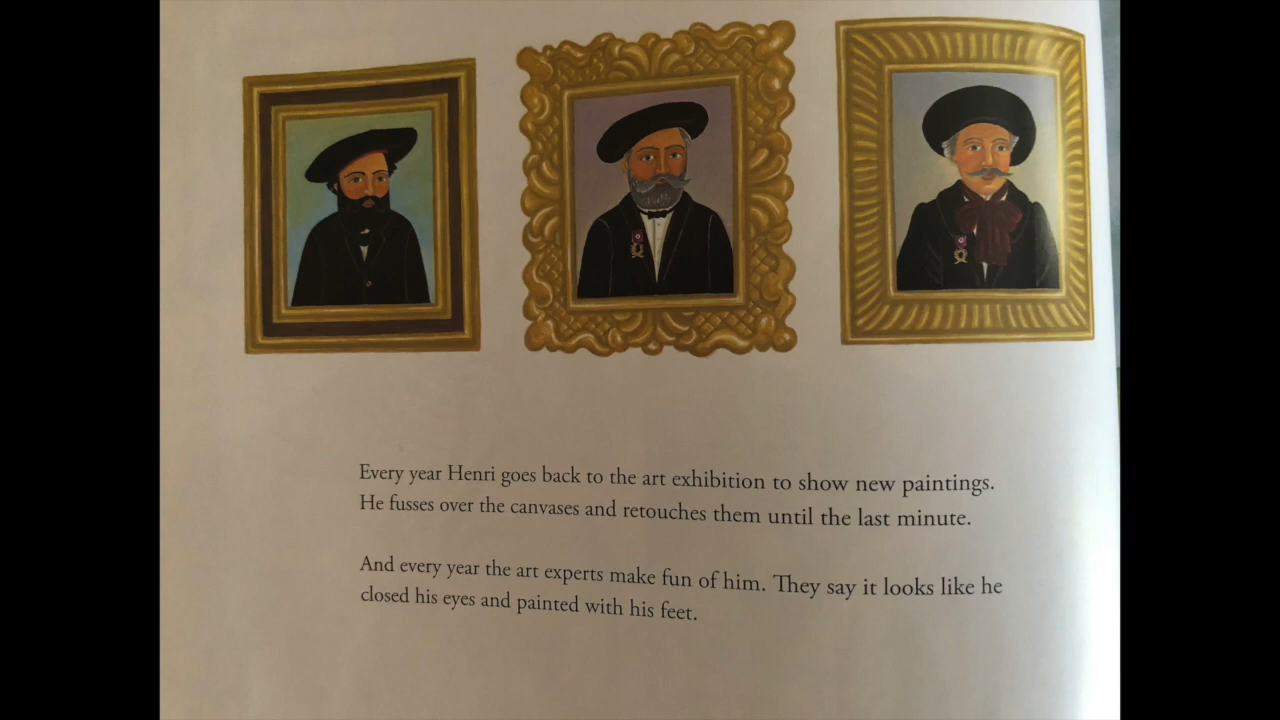 Every year Henri goes back to the art exhibition to show new paintings.
He fusses over the canvases and retouches them until the last minute.
And every year the art experts make fun of him. They say it looks like he
closed his eyes and painted with his feet.